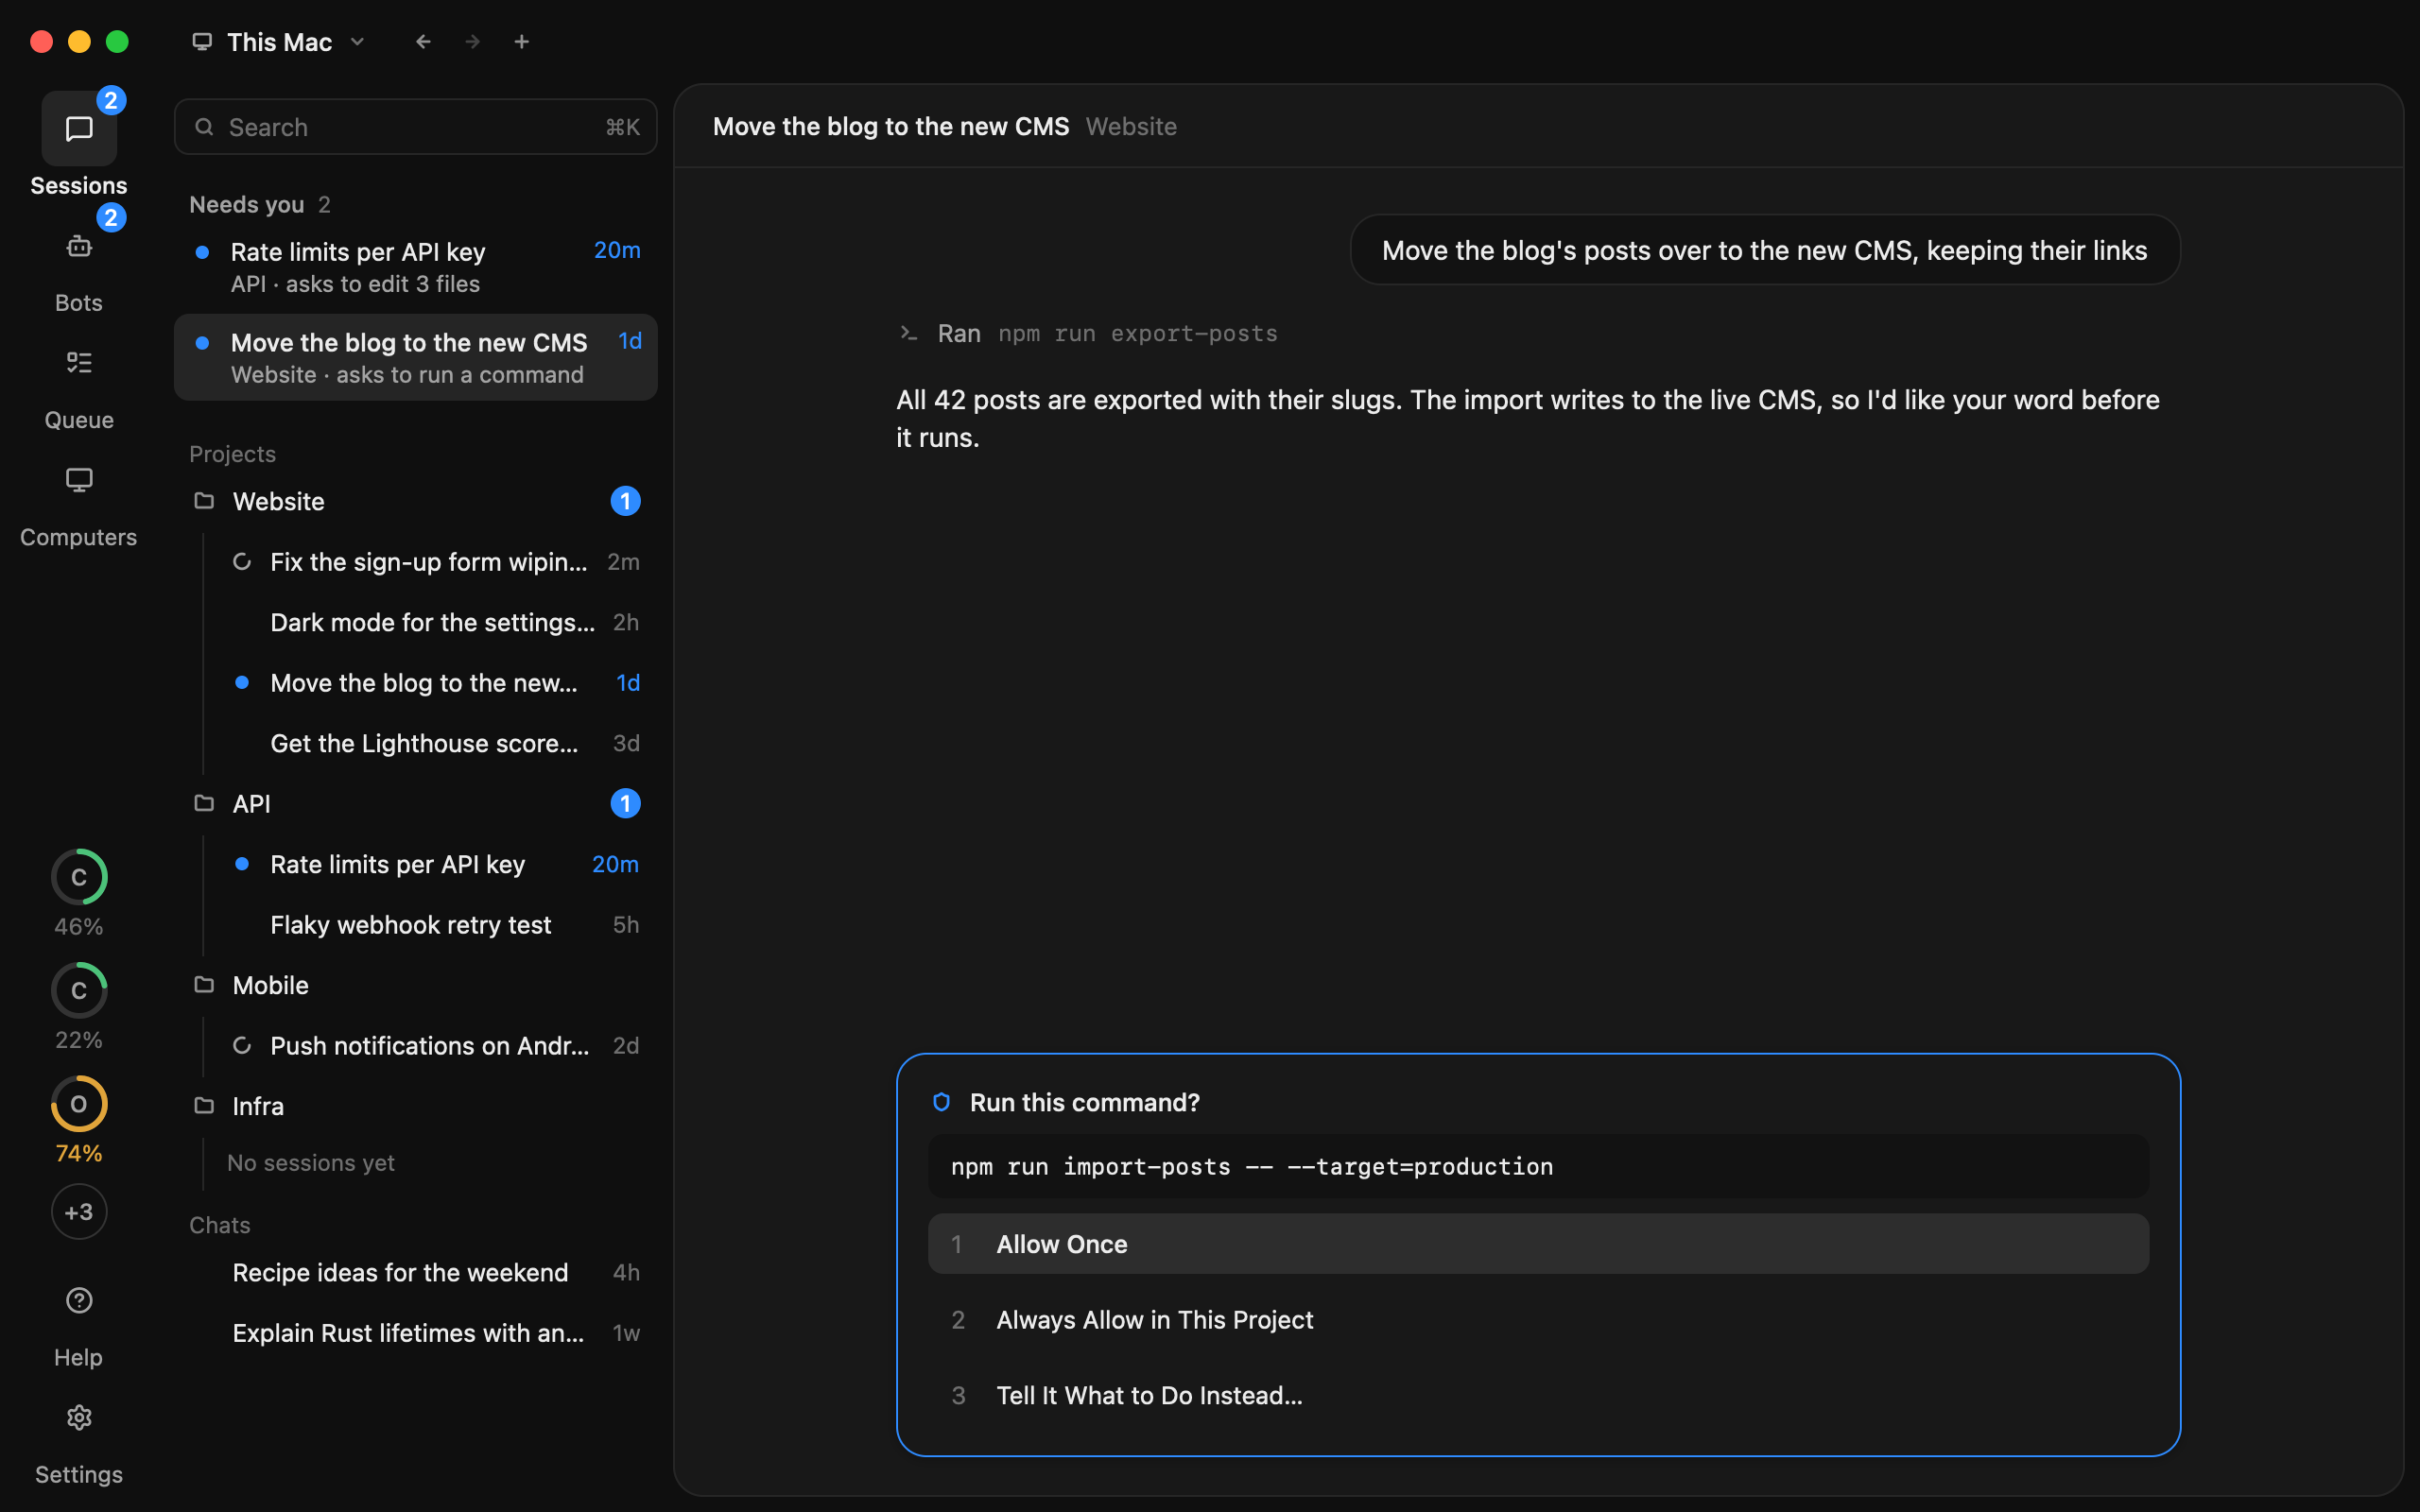 This Mac
2
Sessions
2
Bots
Queue
Computers
C
46%
C
22%
O
74%
+3
Help
Settings
Search ⌘K
Needs you 2
Rate limits per API key 20m
API · asks to edit 3 files
Move the blog to the new CMS 1d
Website · asks to run a command
Projects
Website 1
Fix the sign-up form wipin... 2m
Dark mode for the settings... 2h
Move the blog to the new... 1d
Get the Lighthouse score... 3d
API 1
Rate limits per API key 20m
Flaky webhook retry test 5h
Mobile
Push notifications on Andr... 2d
Infra
No sessions yet
Chats
Recipe ideas for the weekend 4h
Explain Rust lifetimes with an... 1w
Move the blog to the new CMS Website
Move the blog's posts over to the new CMS, keeping their links
Ran npm run export-posts
All 42 posts are exported with their slugs. The import writes to the live CMS, so I'd like your word before
it runs.
Run this command?
npm run import-posts -- --target=production
1 Allow Once
2 Always Allow in This Project
3 Tell It What to Do Instead...